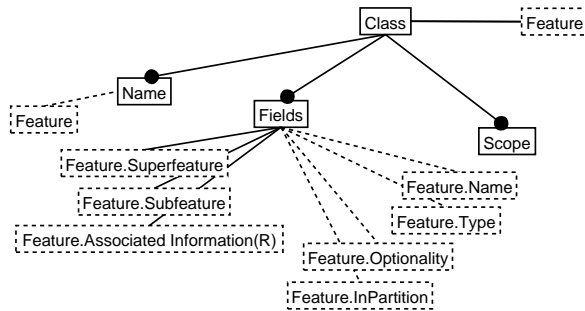 Class
Feature
Name
Feature
Fields
Scope
Feature.Superfeature
Feature.Name
Feature.Subfeature
Feature.Type
Feature.Associated Information(R)
Feature.Optionality
Feature.InPartition